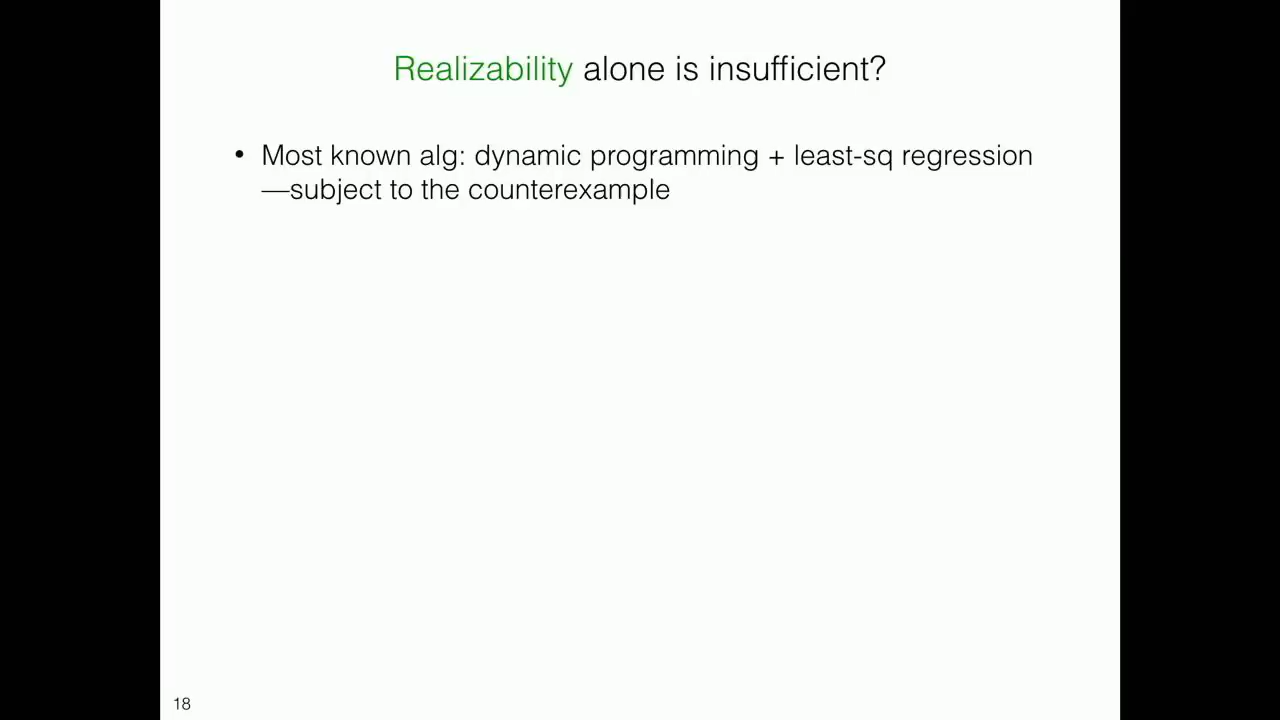 Realizability alone is insufficient?
• Most known alg: dynamic programming + least-sq regression
—subject to the counterexample
18